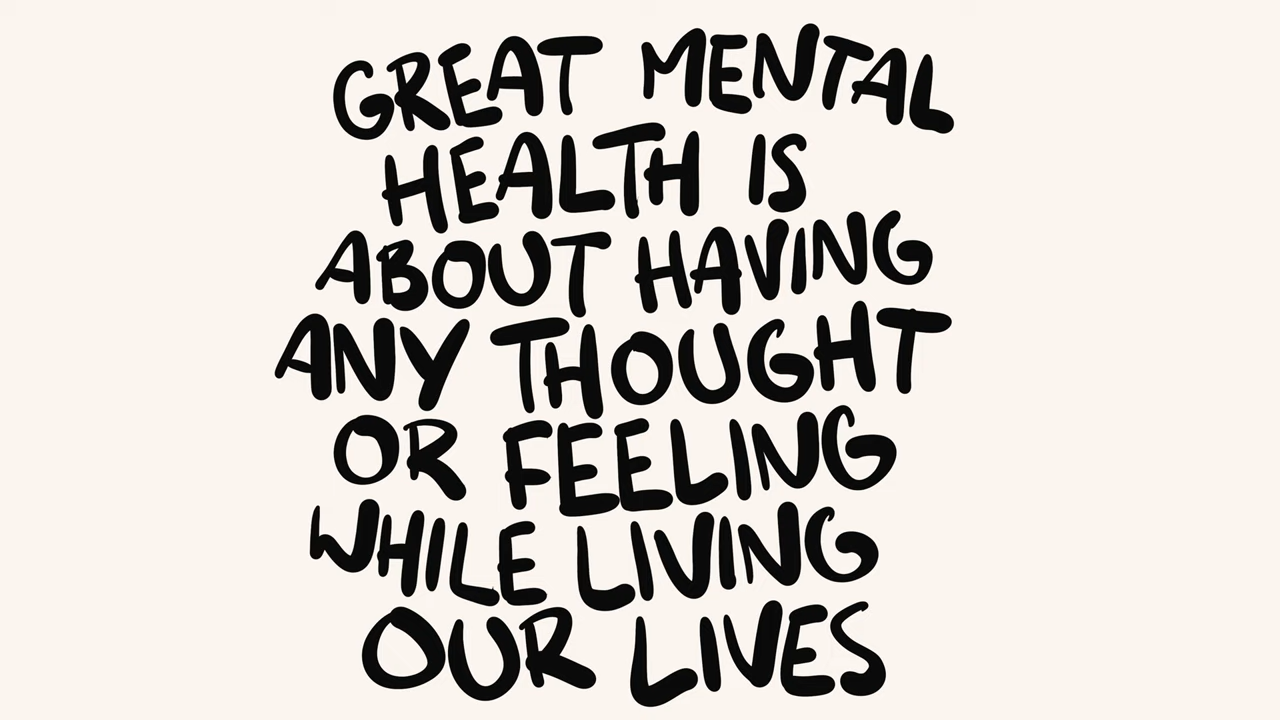 GREAT MENTAL
HEALTH IS
ABOUT HAVING
ANY THOUGHT
OR FEELING
WHILE LIVING
OUR LIVES